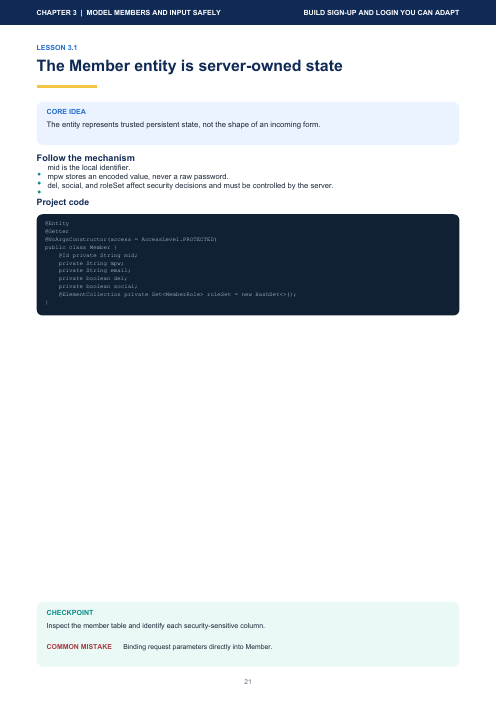 CHAPTER 3 | MODEL MEMBERS AND INPUT SAFELY
BUILD SIGN-UP AND LOGIN YOU CAN ADAPT
LESSON 3.1
The Member entity is server-owned state
CORE IDEA
The entity represents trusted persistent state, not the shape of an incoming form.
Follow the mechanism
mid is the local identifier.
• mpw stores an encoded value, never a raw password.
• del, social, and roleSet affect security decisions and must be controlled by the server.
•
Project code
@Entity
@Getter
@NoArgsConstructor(access = AccessLevel.PROTECTED)
public class Member {
@Id private String mid;
private String mpw;
private String email;
private boolean del;
private boolean social;
@ElementCollection private Set<MemberRole> roleSet = new HashSet<>();
}
CHECKPOINT
Inspect the member table and identify each security-sensitive column.
COMMON MISTAKE Binding request parameters directly into Member.
21